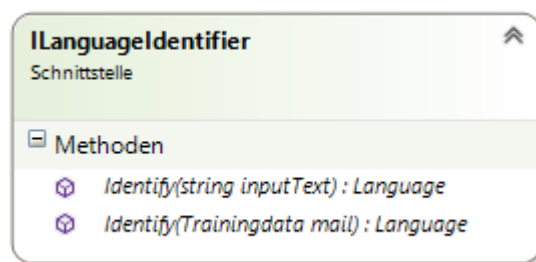 ILanguageIdentifier
Schnittstelle
Methoden
Identify(string inputText) : Language
Identify(Trainingdata mail) : Language